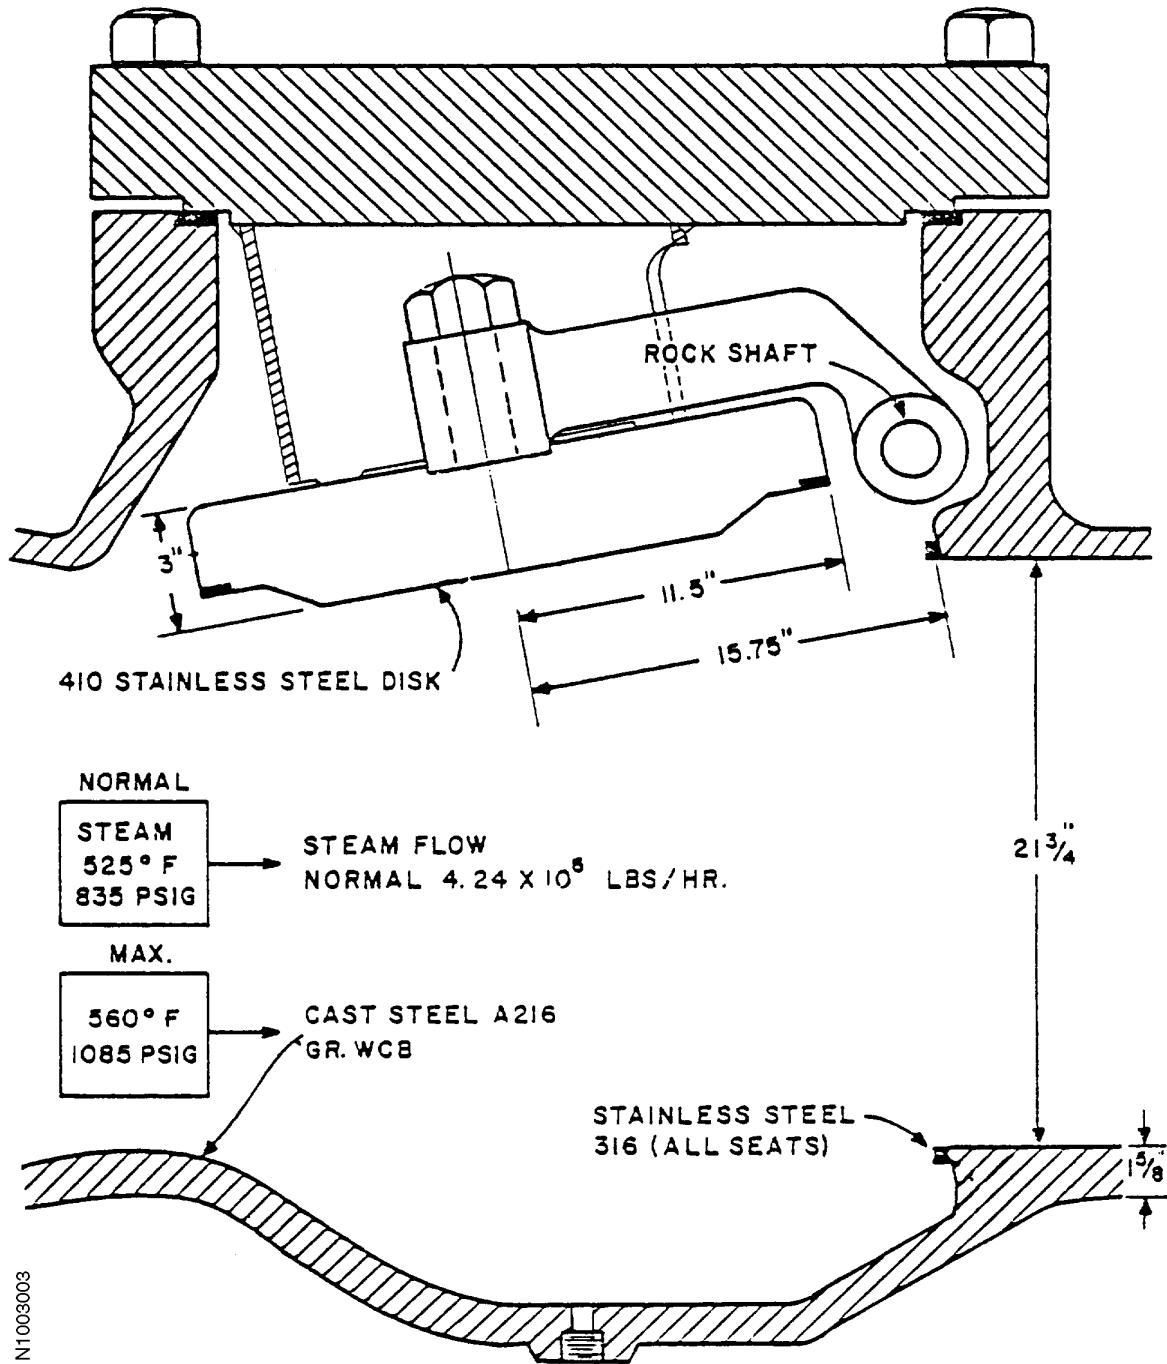 ROCK SHAFT
3"
11.5"
15.75"
410 STAINLESS STEEL DISK
NORMAL
STEAM
525° F
835 PSIG
STEAM FLOW
NORMAL 4.24 X 10⁶ LBS/HR.
21 3/4"
MAX.
560° F
1085 PSIG
CAST STEEL A216
GR. WCB
STAINLESS STEEL
316 (ALL SEATS)
1 5/8"
N1003003